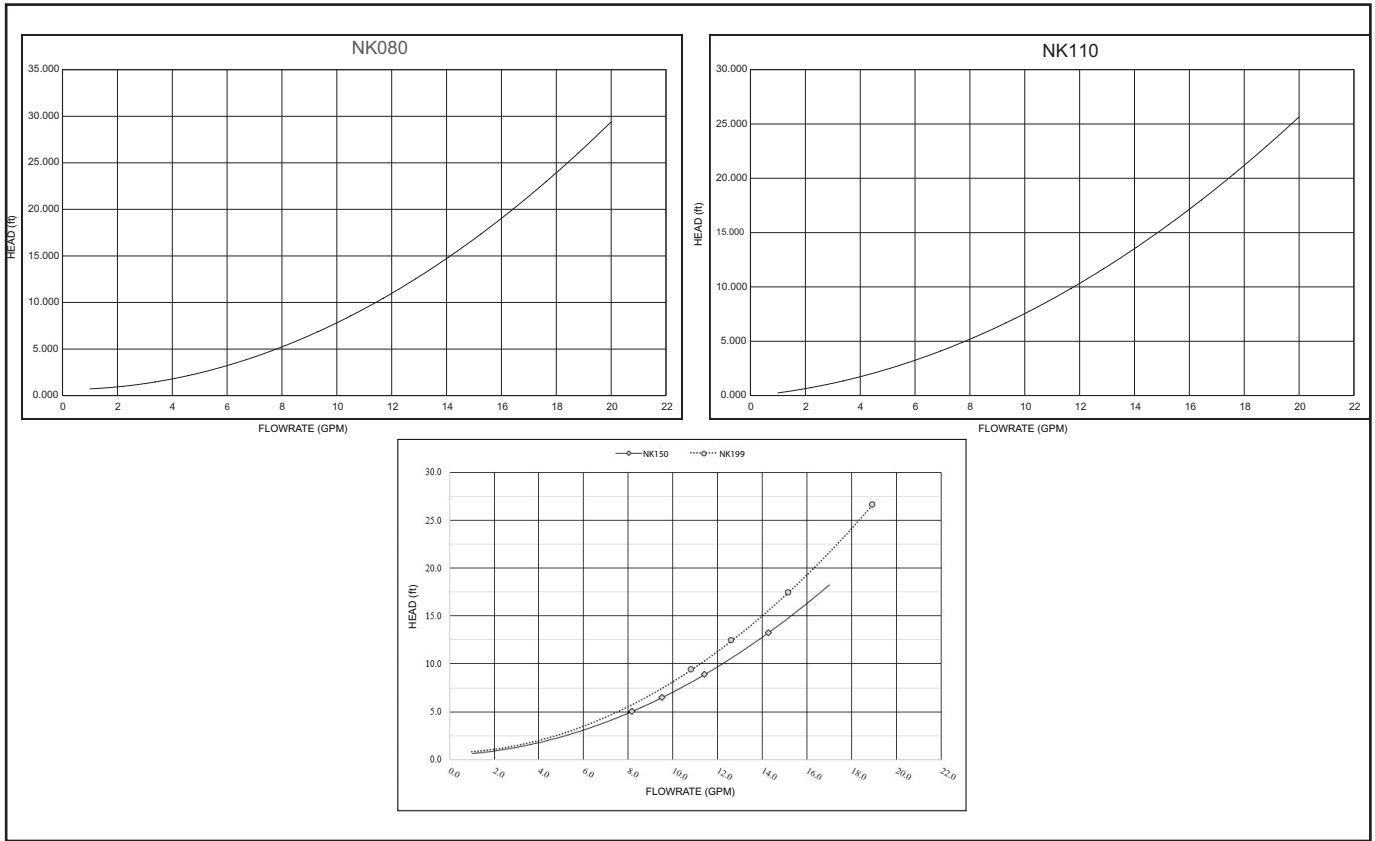 NK080
35.000
30.000
25.000
20.000
15.000
10.000
5.000
0.000
HEAD (ft)
0 2 4 6 8 10 12 14 16 18 20 22
FLOWRATE (GPM)
NK110
30.000
25.000
20.000
15.000
10.000
5.000
0.000
HEAD (ft)
0 2 4 6 8 10 12 14 16 18 20 22
FLOWRATE (GPM)
NK150 NK199
30.0
25.0
20.0
15.0
10.0
5.0
0.0
HEAD (ft)
0.0 2.0 4.0 6.0 8.0 10.0 12.0 14.0 16.0 18.0 20.0 22.0
FLOWRATE (GPM)